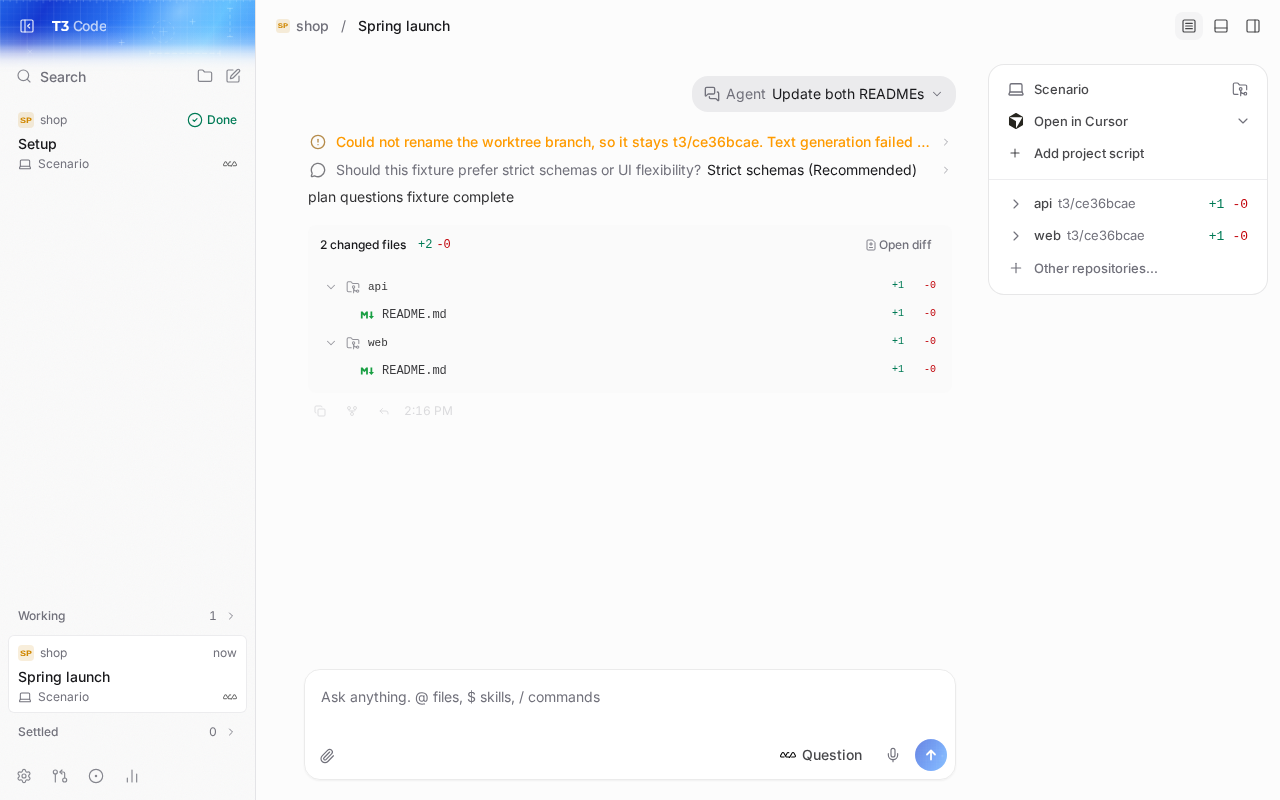 T3 Code
SP shop / Spring launch
Search
SP shop Done
Setup
Scenario
Agent Update both READMEs
Could not rename the worktree branch, so it stays t3/ce36bcae. Text generation failed ...
Should this fixture prefer strict schemas or UI flexibility? Strict schemas (Recommended)
plan questions fixture complete
2 changed files +2 -0 Open diff
api +1 -0
README.md +1 -0
web +1 -0
README.md +1 -0
2:16 PM
Scenario
Open in Cursor
Add project script
api t3/ce36bcae +1 -0
web t3/ce36bcae +1 -0
Other repositories...
Working 1
SP shop now
Spring launch
Scenario
Settled 0
Ask anything. @ files, $ skills, / commands
Question